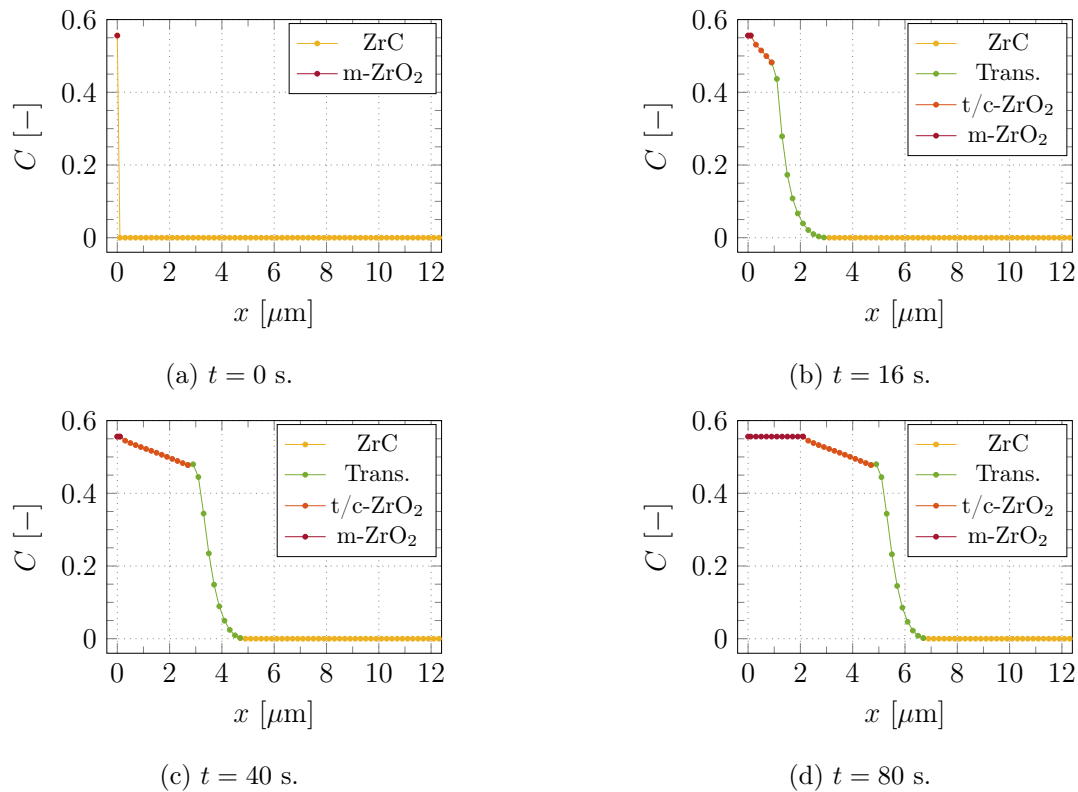 0.6
0.4
0.2
0
C [−]
ZrC
m-ZrO₂
0 2 4 6 8 10 12
x [μm]
(a) t = 0 s.
0.6
0.4
0.2
0
C [−]
ZrC
Trans.
t/c-ZrO₂
m-ZrO₂
0 2 4 6 8 10 12
x [μm]
(b) t = 16 s.
0.6
0.4
0.2
0
C [−]
ZrC
Trans.
t/c-ZrO₂
m-ZrO₂
0 2 4 6 8 10 12
x [μm]
(c) t = 40 s.
0.6
0.4
0.2
0
C [−]
ZrC
Trans.
t/c-ZrO₂
m-ZrO₂
0 2 4 6 8 10 12
x [μm]
(d) t = 80 s.